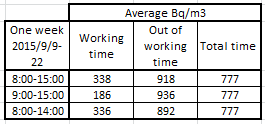 Average Bq/m3
One week
2015/9/9-
22
Working
time
Out of
working
time
Total time
8:00-15:00 338 918 777
9:00-15:00 186 936 777
8:00-14:00 336 892 777